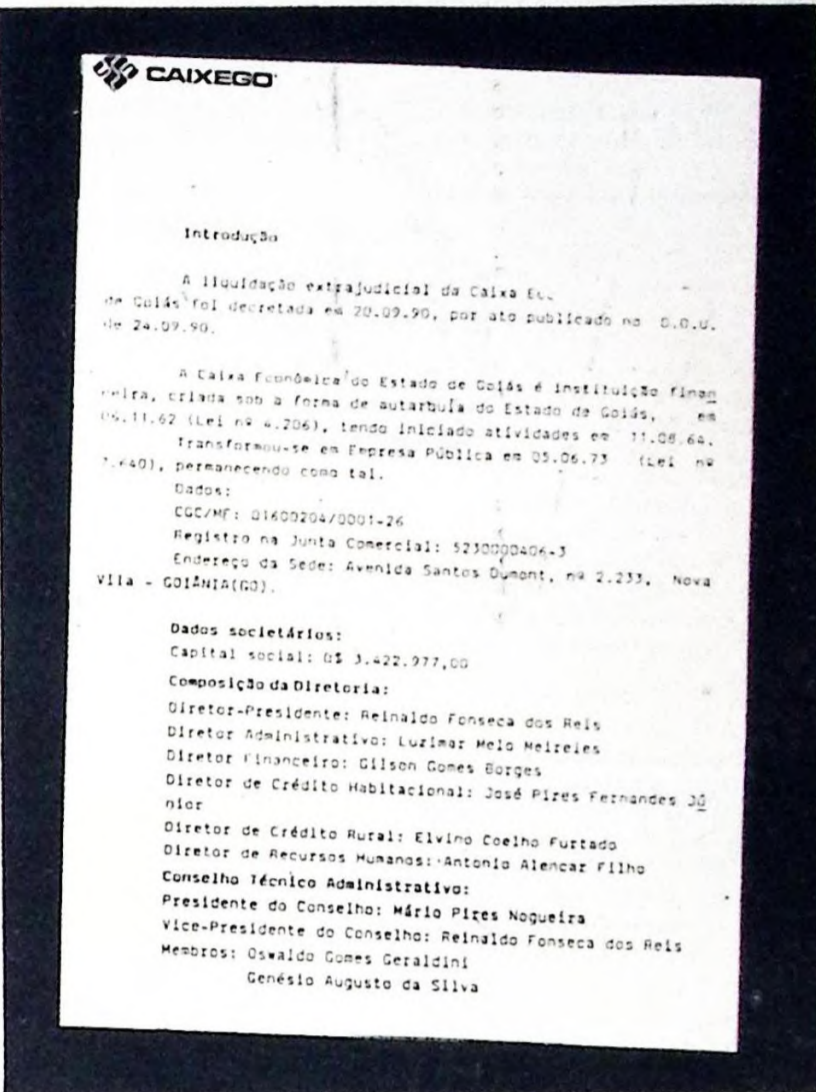 CAIXEGO
Introdução
A liquidação extrajudicial da Caixa
de Goiás foi decretada em 20.09.90, por ato publicado no D.O.U.
de 24.09.90.
A Caixa Econômica do Estado de Goiás é instituição finan
ceira, criada sob a forma de autarquia do Estado de Goiás, em
06.11.62 (Lei nº 4.206), tendo iniciado atividades em 11.08.64.
Transformou-se em Empresa Pública em 05.06.73 (Lei nº
7.640), permanecendo como tal.
Dados:
CGC/MF: 01600204/0001-26
Registro na Junta Comercial: 5230000406-3
Endereço da Sede: Avenida Santos Dumont, nº 2.233, Nova
Vila - GOIÂNIA(GO).
Dados societários:
Capital social: 3.422.977,00
Composição da Diretoria:
Diretor-Presidente: Reinaldo Fonseca dos Reis
Diretor Administrativo: Luzimar Melo Meireles
Diretor Financeiro: Gilson Gomes Borges
Diretor de Crédito Habitacional: José Pires Fernandes Jú
nior
Diretor de Crédito Rural: Elvino Coelho Furtado
Diretor de Recursos Humanos: Antonio Alencar Filho
Conselho Técnico Administrativo:
Presidente do Conselho: Mário Pires Nogueira
Vice-Presidente do Conselho: Reinaldo Fonseca dos Reis
Membros: Oswaldo Gomes Geraldini
Genésio Augusto da Silva